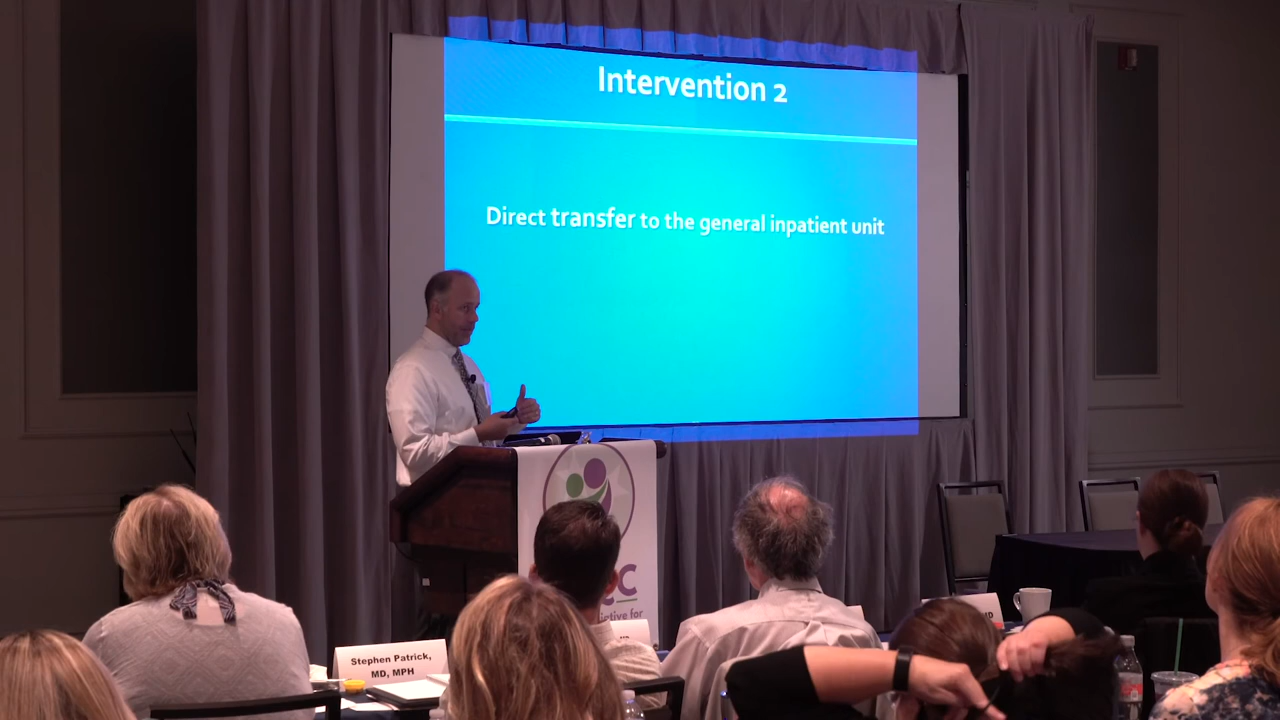 Intervention 2
Direct transfer to the general inpatient unit
Stephen Patrick,
MD, MPH